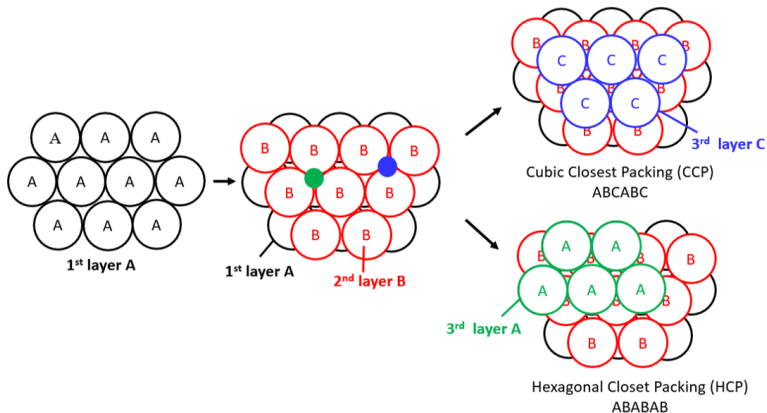 A A A
A A A A
A A A
1st layer A
B B B B
B B B
B B
1st layer A
2nd layer B
B B B B
C C C
B B B
C C
B B
3rd layer C
Cubic Closest Packing (CCP)
ABCABC
B A A B B
A A A B
B B
3rd layer A
Hexagonal Closet Packing (HCP)
ABABAB